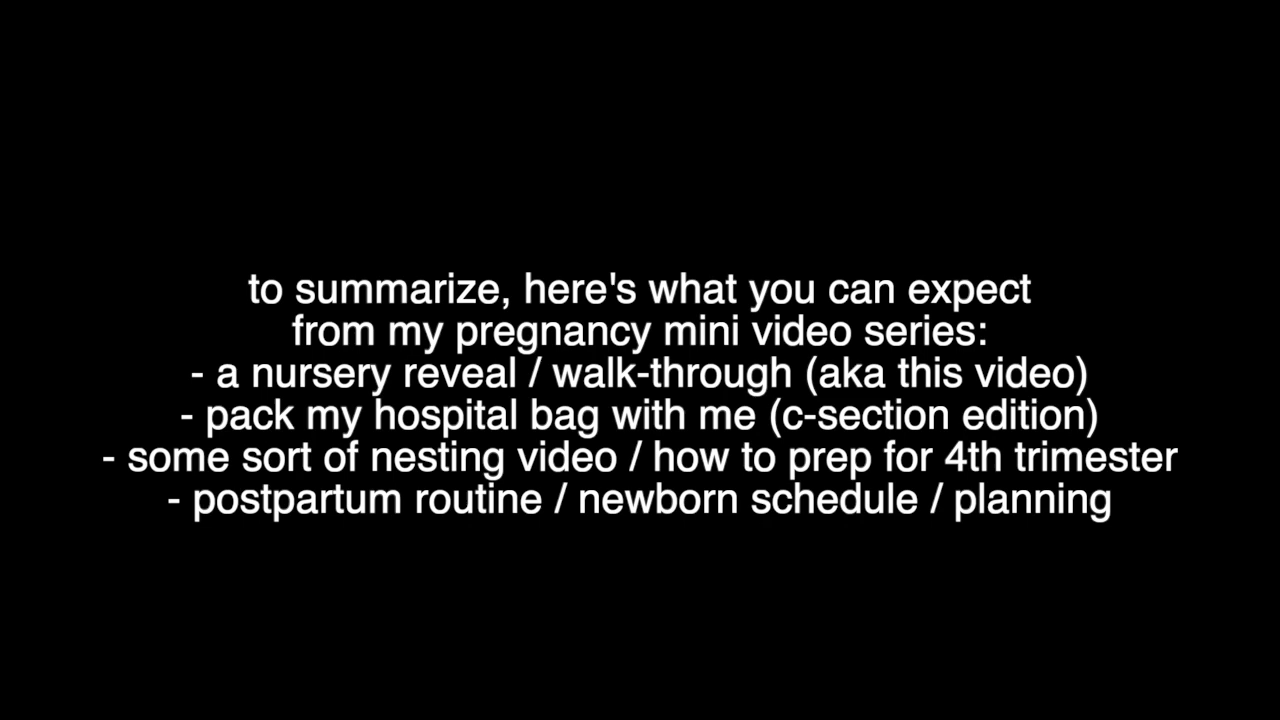 to summarize, here's what you can expect
from my pregnancy mini video series:
- a nursery reveal / walk-through (aka this video)
- pack my hospital bag with me (c-section edition)
- some sort of nesting video / how to prep for 4th trimester
- postpartum routine / newborn schedule / planning